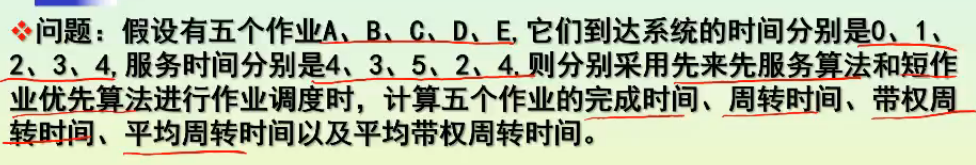 ❖问题：假设有五个作业A、B、C、D、E,它们到达系统的时间分别是0、1、
2、3、4,服务时间分别是4、3、5、2、4.则分别采用先来先服务算法和短作
业优先算法进行作业调度时，计算五个作业的完成时间、周转时间、带权周
转时间、平均周转时间以及平均带权周转时间。